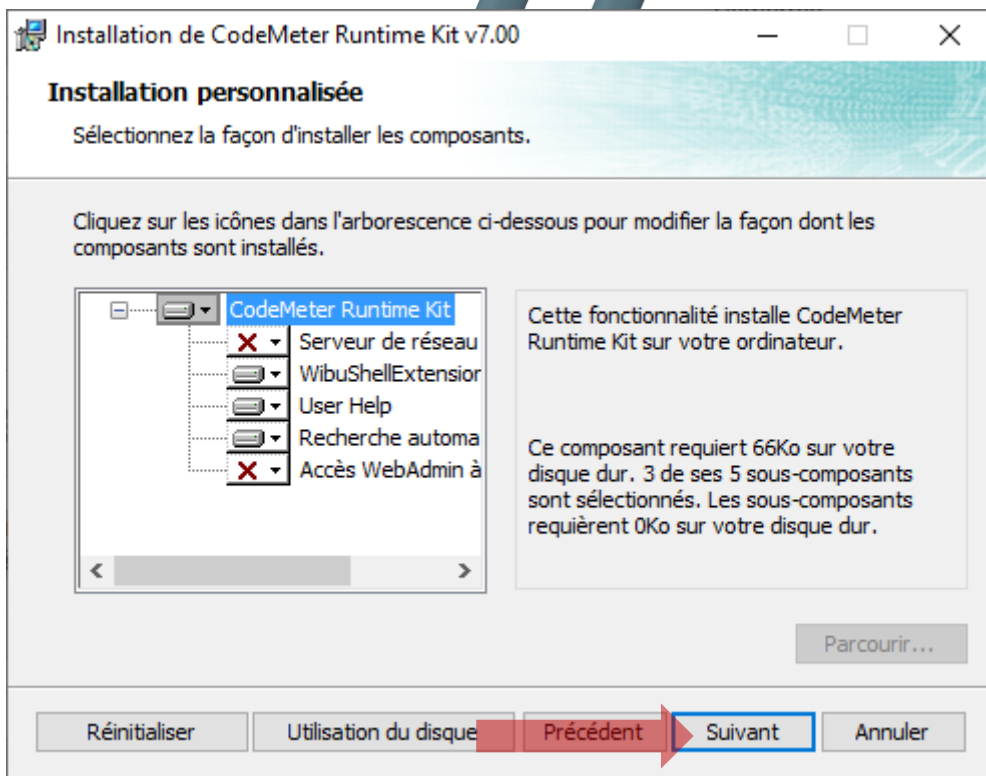 Installation de CodeMeter Runtime Kit v7.00
Installation personnalisée
Sélectionnez la façon d'installer les composants.
Cliquez sur les icônes dans l'arborescence ci-dessous pour modifier la façon dont les
composants sont installés.
CodeMeter Runtime Kit
Serveur de réseau
WibuShellExtension
User Help
Recherche automa
Accès WebAdmin à
Cette fonctionnalité installe CodeMeter
Runtime Kit sur votre ordinateur.
Ce composant requiert 66Ko sur votre
disque dur. 3 de ses 5 sous-composants
sont sélectionnés. Les sous-composants
requièrent 0Ko sur votre disque dur.
Parcourir...
Réinitialiser
Utilisation du disque
Précédent
Suivant
Annuler